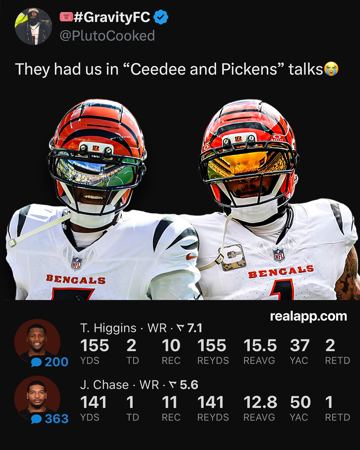 #GravityFC
@PlutoCooked
They had us in “Ceedee and Pickens” talks😭
BENGALS
BENGALS
1
realapp.com
T. Higgins · WR · 7.1
155 2 10 155 15.5 37 2
YDS TD REC REYDS REAVG YAC RETD
200
J. Chase · WR · 5.6
141 1 11 141 12.8 50 1
YDS TD REC REYDS REAVG YAC RETD
363